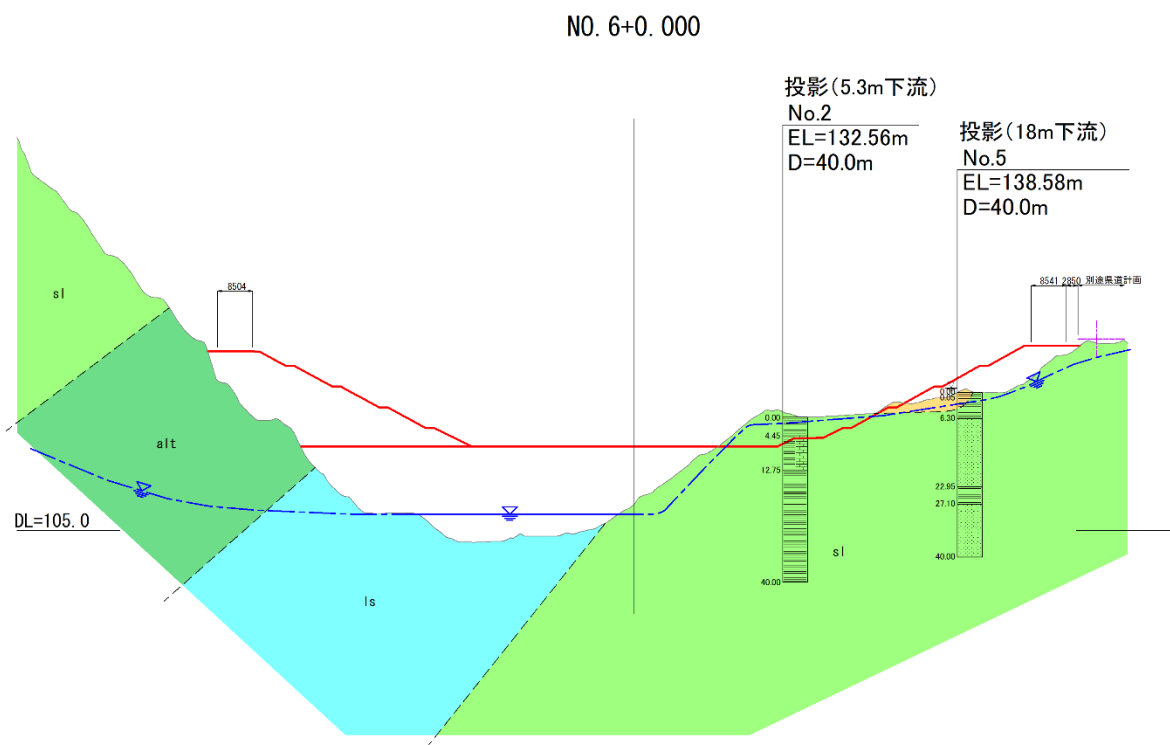 NO. 6+0.000
投影(5.3m下流)
No.2
EL=132.56m
D=40.0m
投影(18m下流)
No.5
EL=138.58m
D=40.0m
sl
8504
8541
2850
別途県道計画
0.00
0.85
6.30
0.00
4.45
alt
12.75
22.95
27.10
DL=105.0
sl
40.00
40.00
ls